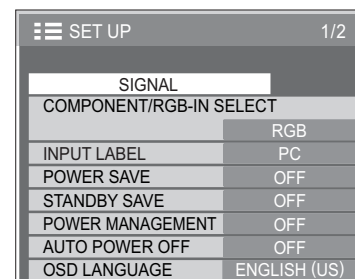 SET UP 1/2
SIGNAL
COMPONENT/RGB-IN SELECT
RGB
INPUT LABEL PC
POWER SAVE OFF
STANDBY SAVE OFF
POWER MANAGEMENT OFF
AUTO POWER OFF OFF
OSD LANGUAGE ENGLISH (US)